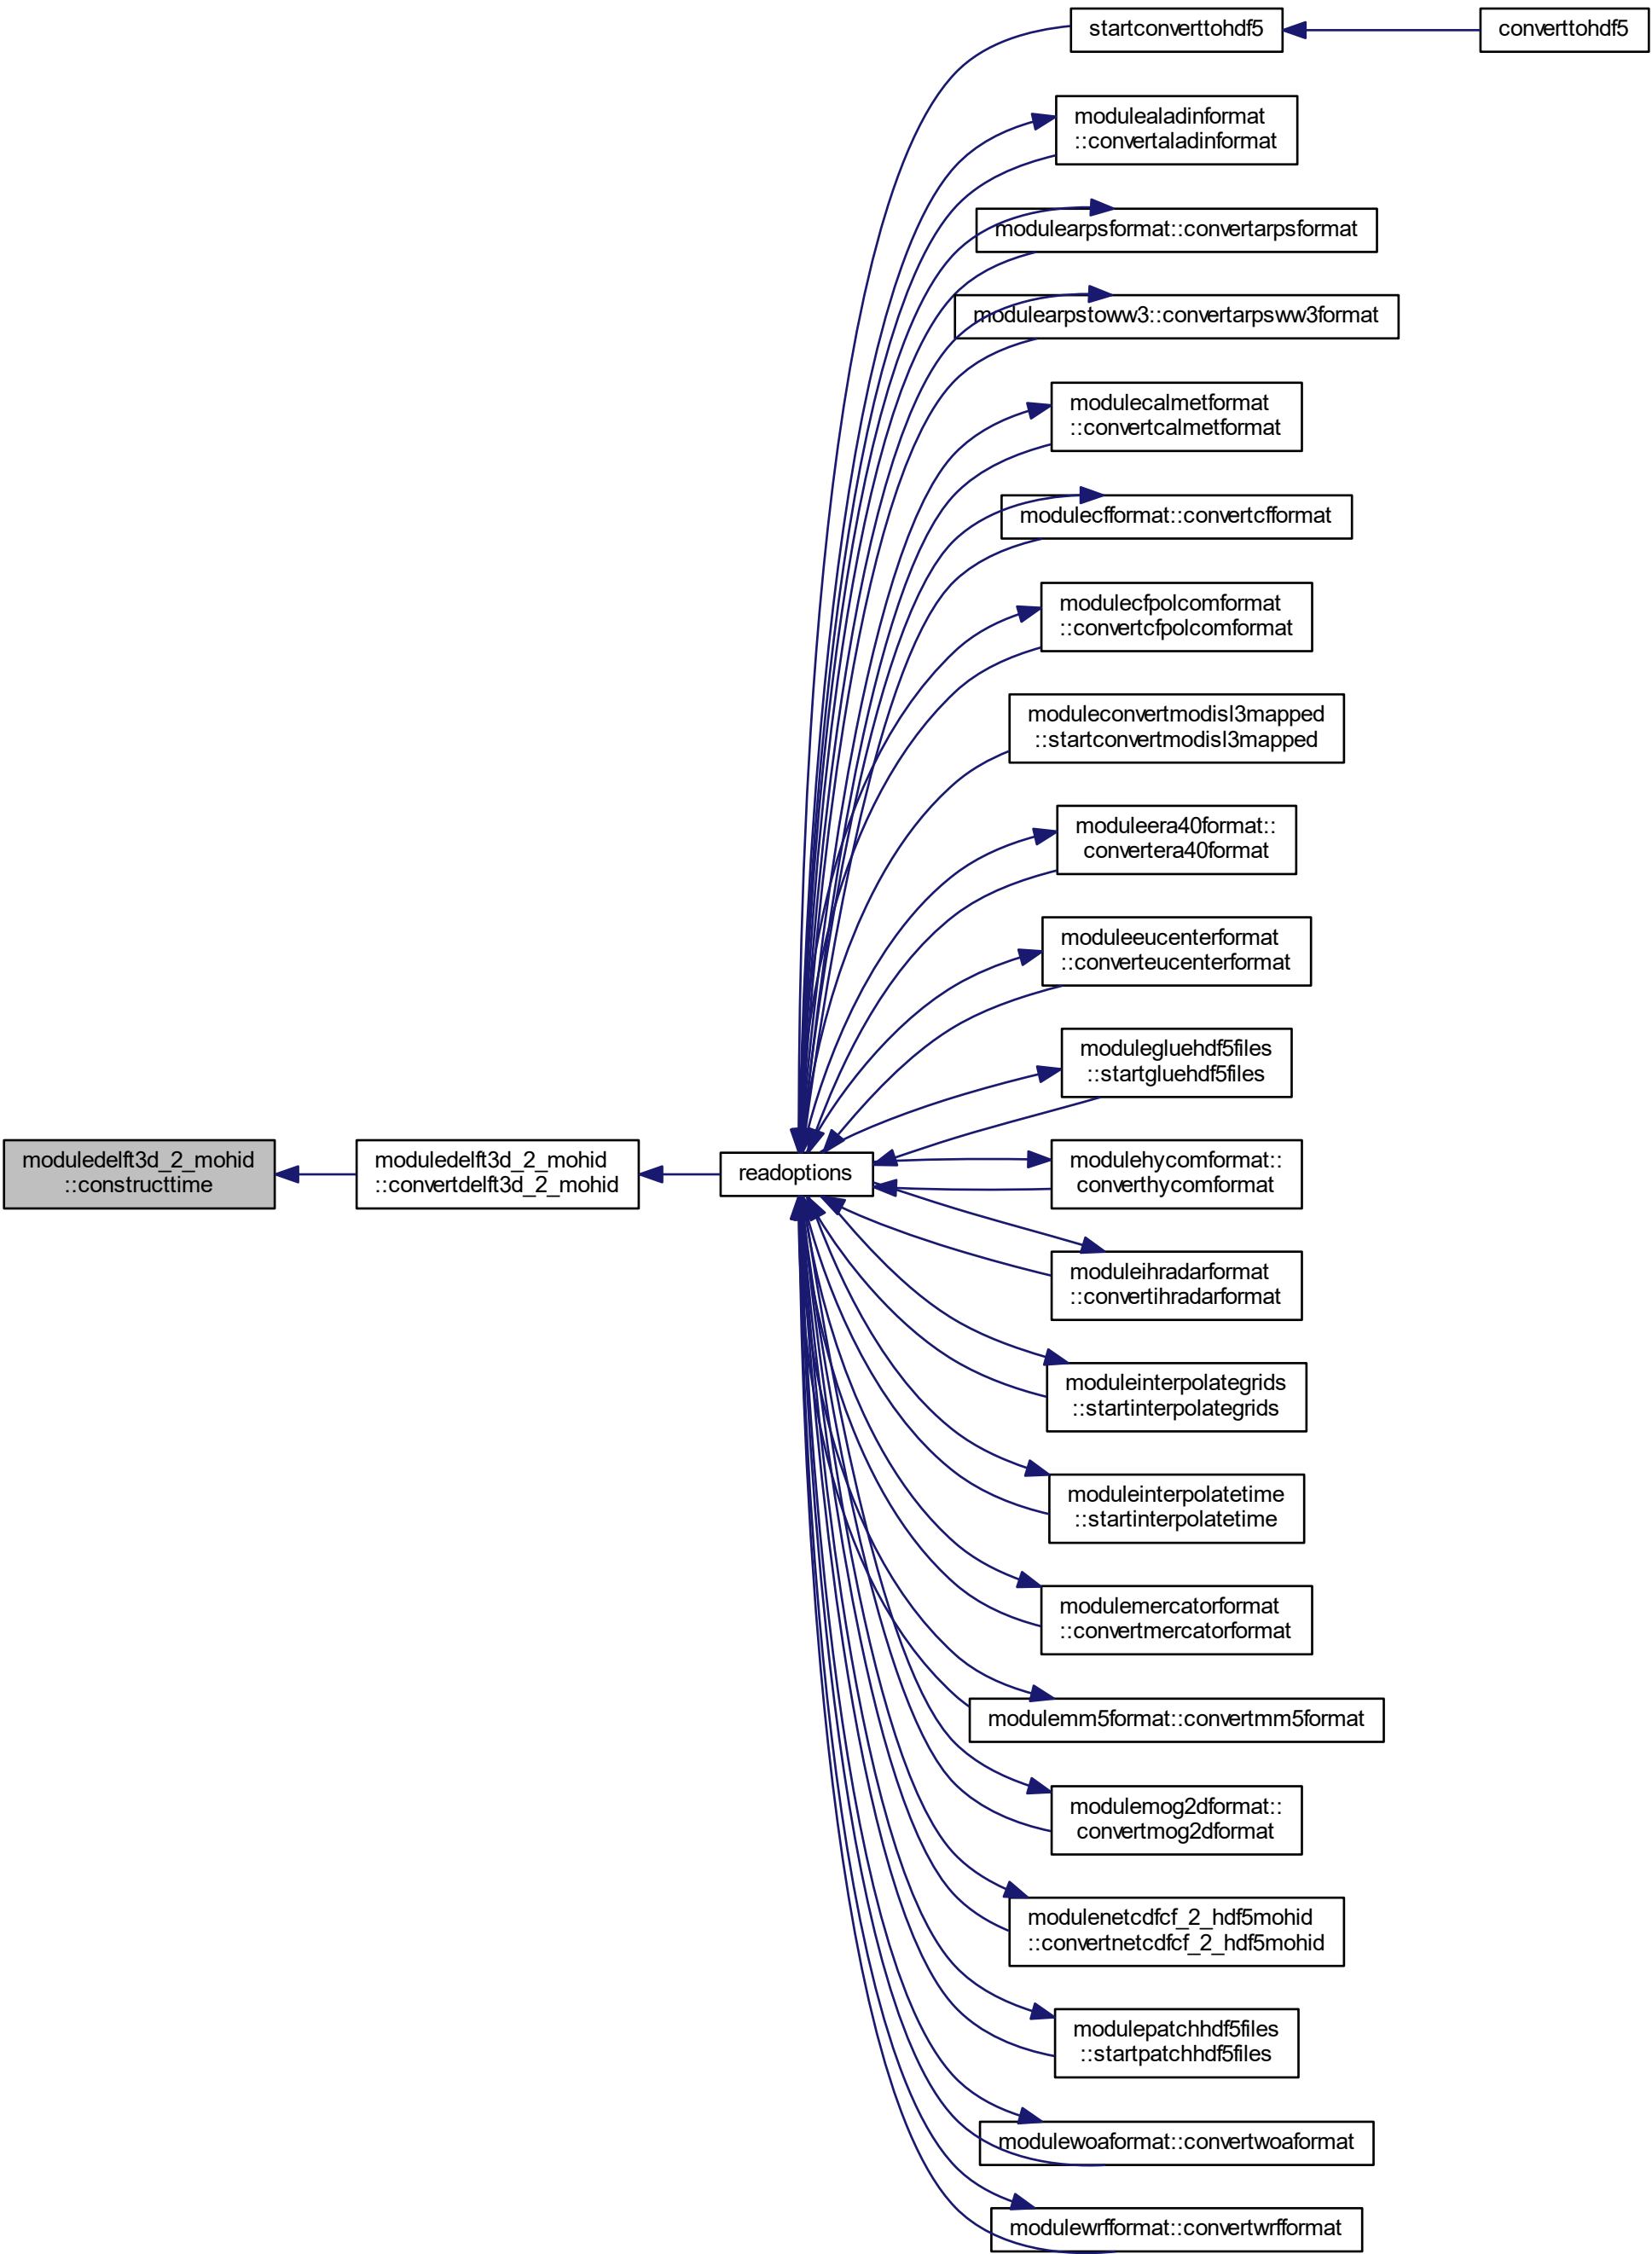 startconverttohdf5
converttohdf5
modulealadinformat
::convertaladinformat
modulearpsformat::convertarpsformat
modulearpstoww3::convertarpsww3format
modulecalmetformat
::convertcalmetformat
modulecfformat::convertcfformat
modulecfpolcomformat
::convertcfpolcomformat
moduleconvertmodisl3mapped
::startconvertmodisl3mapped
moduleera40format::
convertera40format
moduleeucenterformat
::converteucenterformat
modulegluehdf5files
::startgluehdf5files
moduledelft3d_2_mohid
::constructtime
moduledelft3d_2_mohid
::convertdelft3d_2_mohid
readoptions
modulehycomformat::
converthycomformat
moduleihradarformat
::convertihradarformat
moduleinterpolategrids
::startinterpolategrids
moduleinterpolatetime
::startinterpolatetime
modulemercatorformat
::convertmercatorformat
modulemm5format::convertmm5format
modulemog2dformat::
convertmog2dformat
modulenetcdfcf_2_hdf5mohid
::convertnetcdfcf_2_hdf5mohid
modulepatchhdf5files
::startpatchhdf5files
modulewoaformat::convertwoaformat
modulewrfformat::convertwrfformat